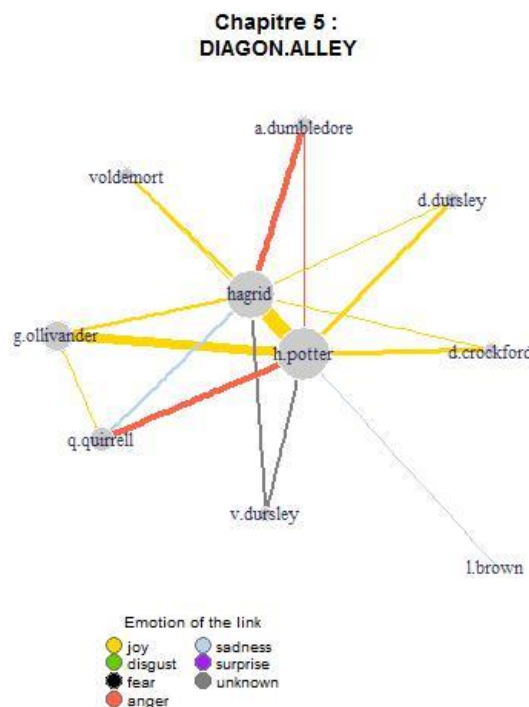 Chapitre 5 :
DIAGON.ALLEY
a.dumbledore
voldemort
d.dursley
hagrid
g.ollivander
h.potter
d.crockford
q.quirrell
v.dursley
l.brown
Emotion of the link
joy
disgust
fear
anger
sadness
surprise
unknown